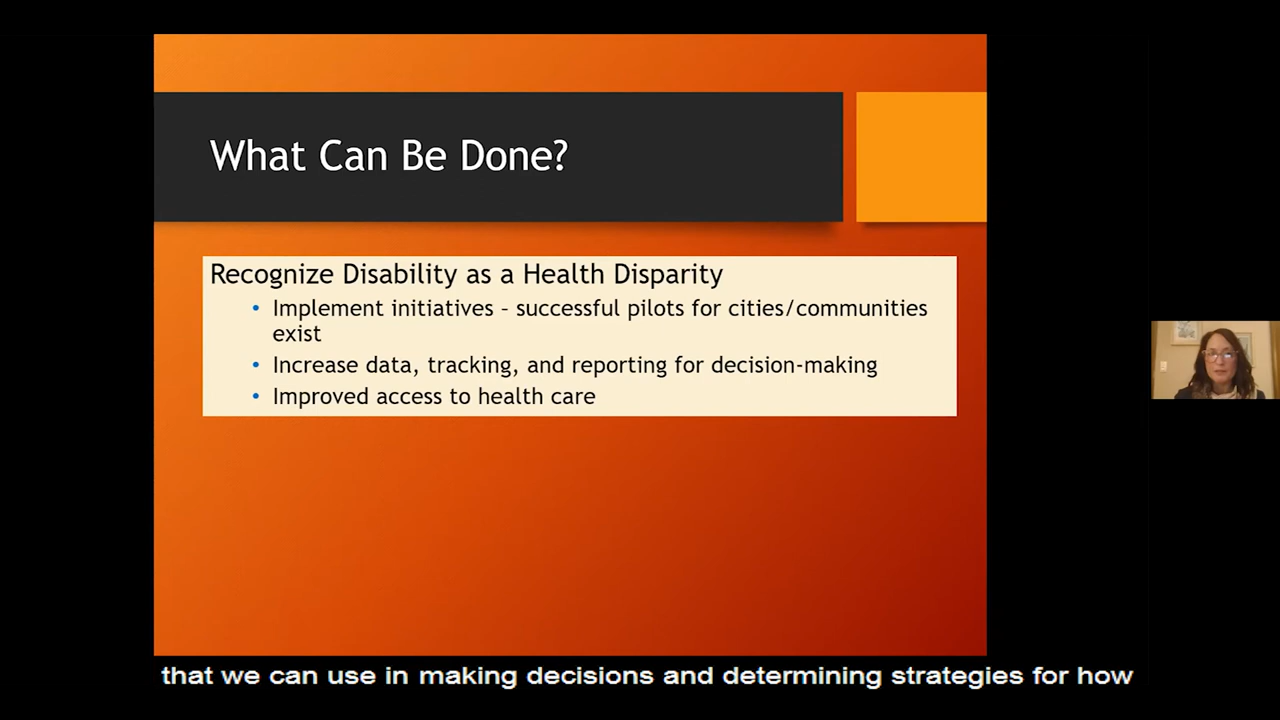 What Can Be Done?
Recognize Disability as a Health Disparity
• Implement initiatives – successful pilots for cities/communities
exist
• Increase data, tracking, and reporting for decision-making
• Improved access to health care
that we can use in making decisions and determining strategies for how